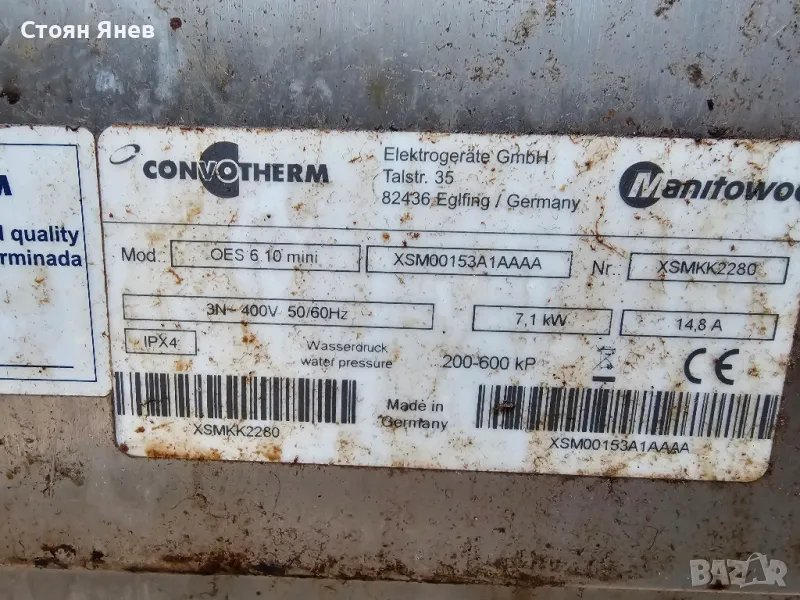 Стоян Янев
M
d quality
erminada
CONVOTHERM
Elektrogeräte GmbH
Talstr. 35
82436 Eglfing / Germany
Manitowoc
Mod.: OES 6.10 mini XSM00153A1AAAA Nr.: XSMKK2280
3N~ 400V 50/60Hz 7,1 kW 14,8 A
IPX4
Wasserdruck
water pressure
200-600 kP
CE
XSMKK2280
Made in
Germany
XSM00153A1AAAA
BAZAR